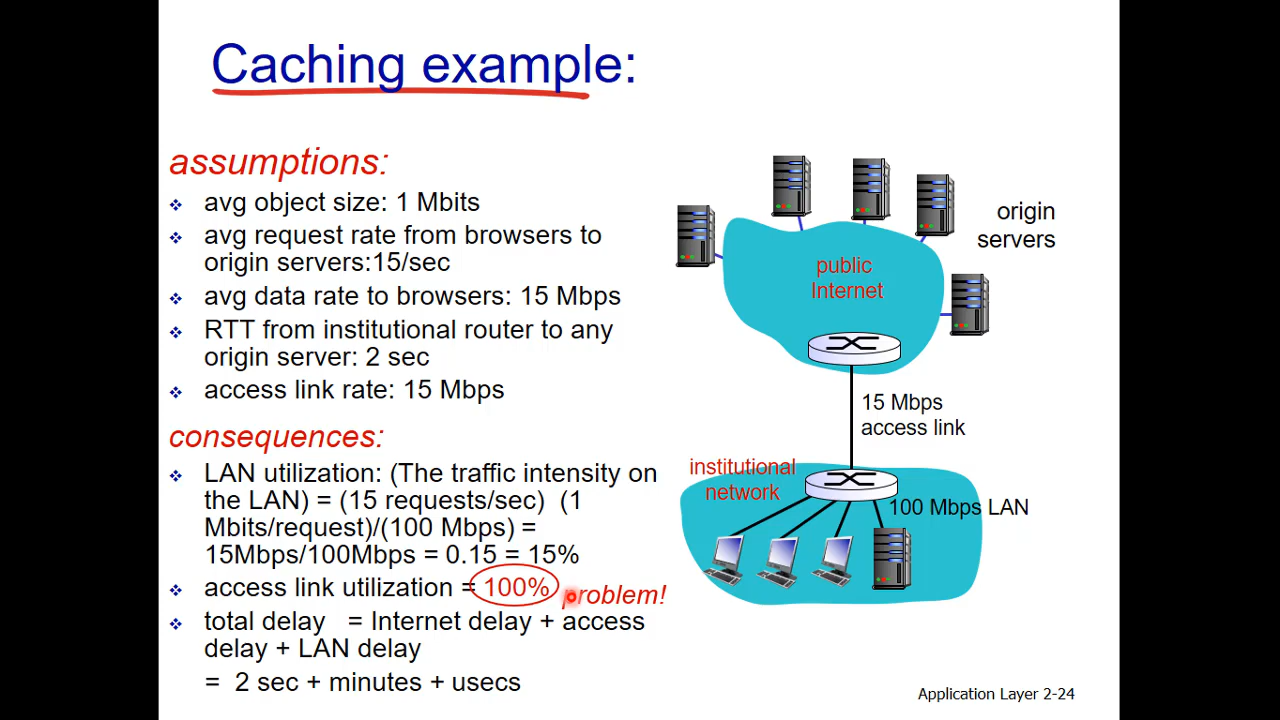 Caching example:
assumptions:
avg object size: 1 Mbits
avg request rate from browsers to
origin servers:15/sec
avg data rate to browsers: 15 Mbps
RTT from institutional router to any
origin server: 2 sec
access link rate: 15 Mbps
consequences:
LAN utilization: (The traffic intensity on
the LAN) = (15 requests/sec) (1
Mbits/request)/(100 Mbps) =
15Mbps/100Mbps = 0.15 = 15%
access link utilization = 100% problem!
total delay = Internet delay + access
delay + LAN delay
= 2 sec + minutes + usecs
origin
servers
public
Internet
15 Mbps
access link
institutional
network
100 Mbps LAN
Application Layer 2-24